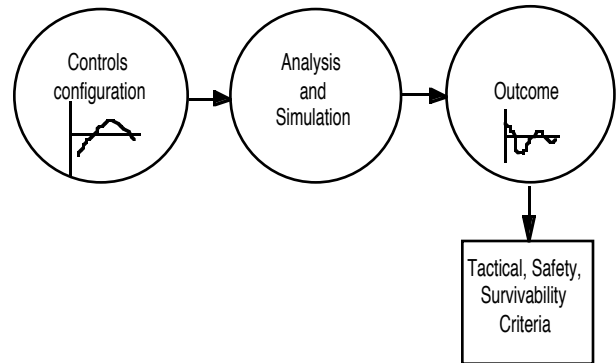 Controls
configuration
Analysis
and
Simulation
Outcome
Tactical, Safety,
Survivability
Criteria